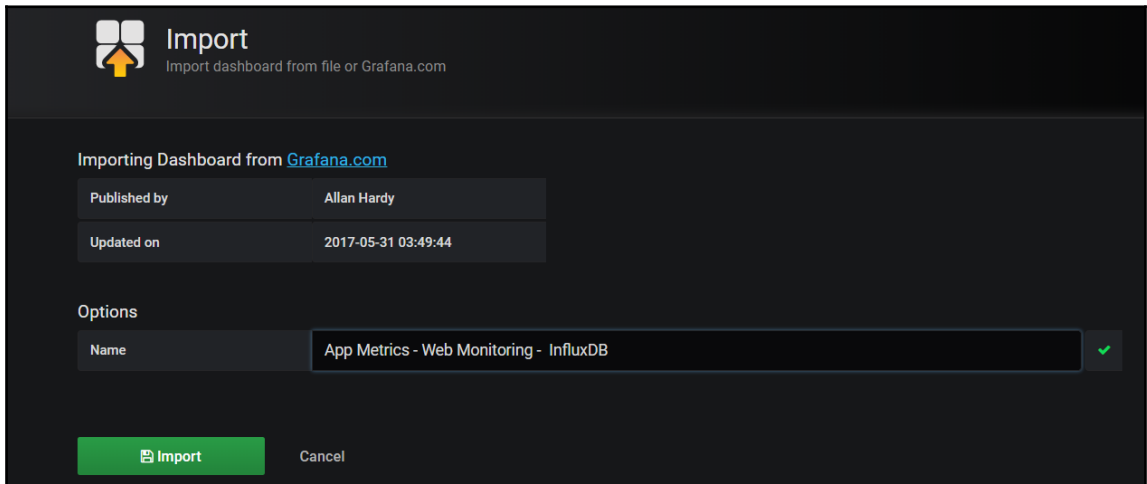 Import
Import dashboard from file or Grafana.com
Importing Dashboard from Grafana.com
Published by Allan Hardy
Updated on 2017-05-31 03:49:44
Options
Name App Metrics - Web Monitoring - InfluxDB
Import Cancel